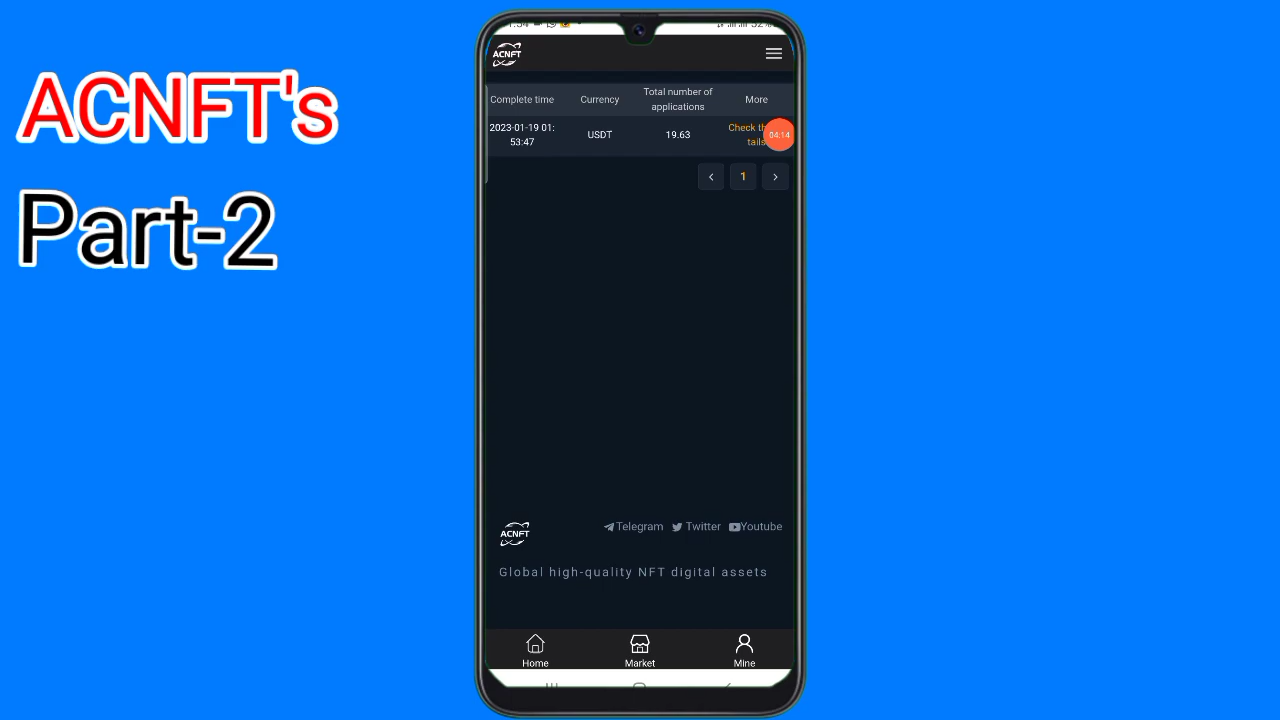 ACNFT's
Part-2
ACNFT
Complete time
Currency
Total number of
applications
More
2023-01-19 01:
53:47
USDT
19.63
Check th
tails
04:14
1
ACNFT
Telegram
Twitter
Youtube
Global high-quality NFT digital assets
Home
Market
Mine